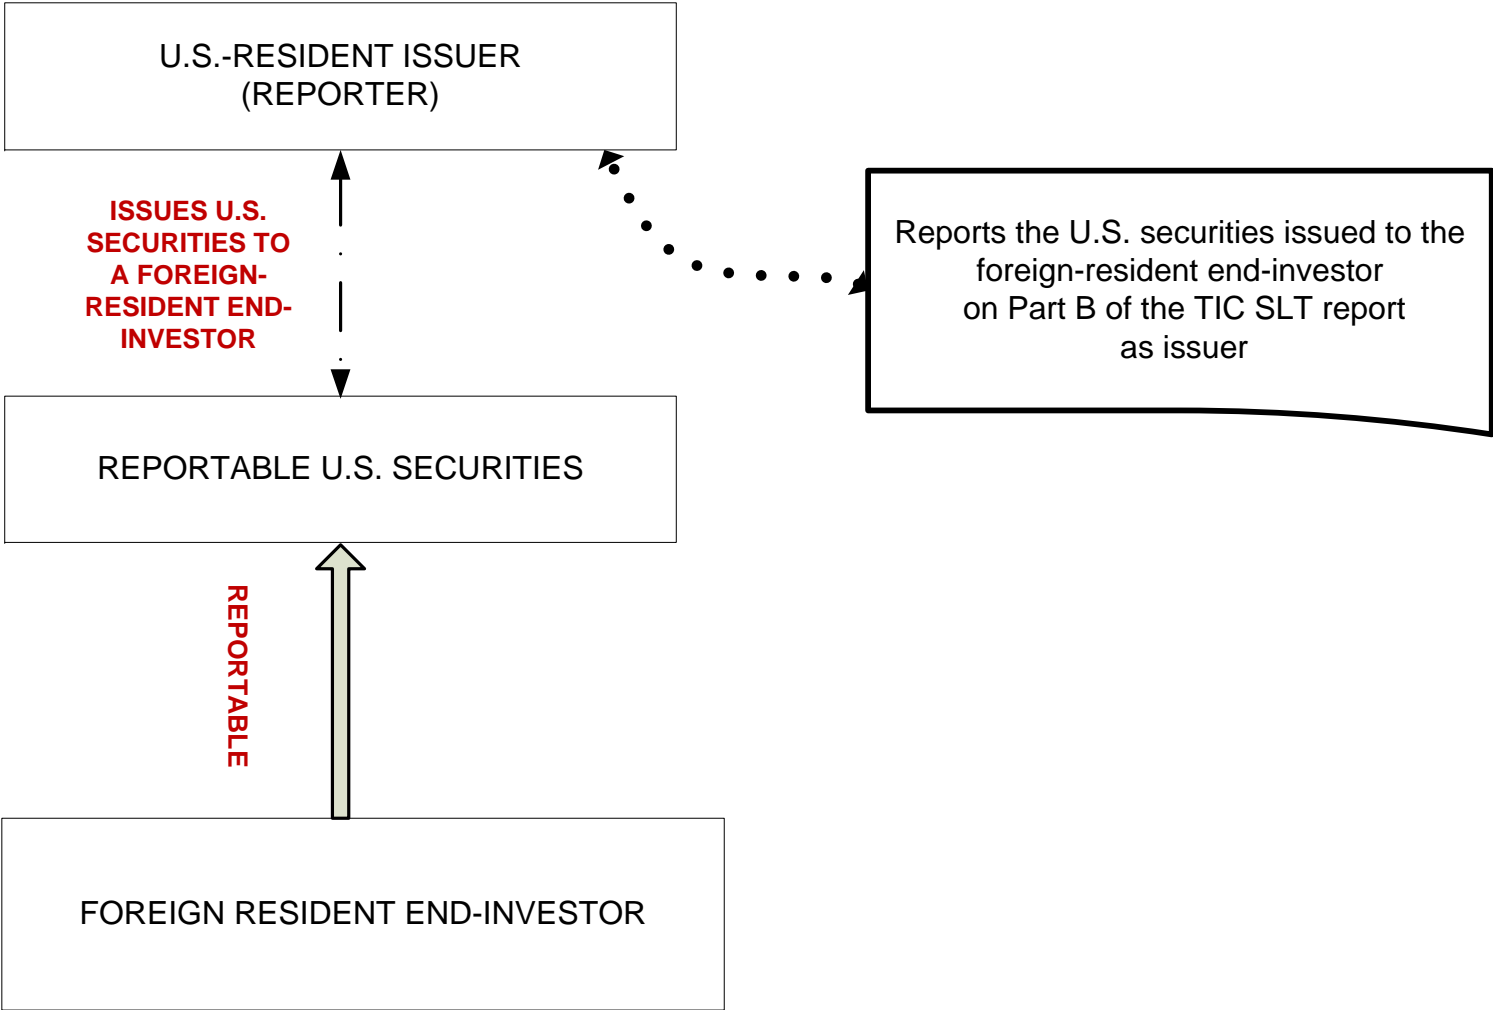 U.S.-RESIDENT ISSUER
(REPORTER)
ISSUES U.S.
SECURITIES TO
A FOREIGN-
RESIDENT END-
INVESTOR
Reports the U.S. securities issued to the
foreign-resident end-investor
on Part B of the TIC SLT report
as issuer
REPORTABLE U.S. SECURITIES
REPORTABLE
FOREIGN RESIDENT END-INVESTOR